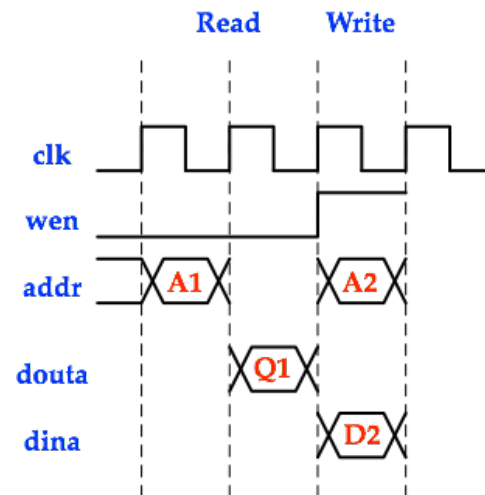 Read Write
clk
wen
addr A1 A2
douta Q1
dina D2